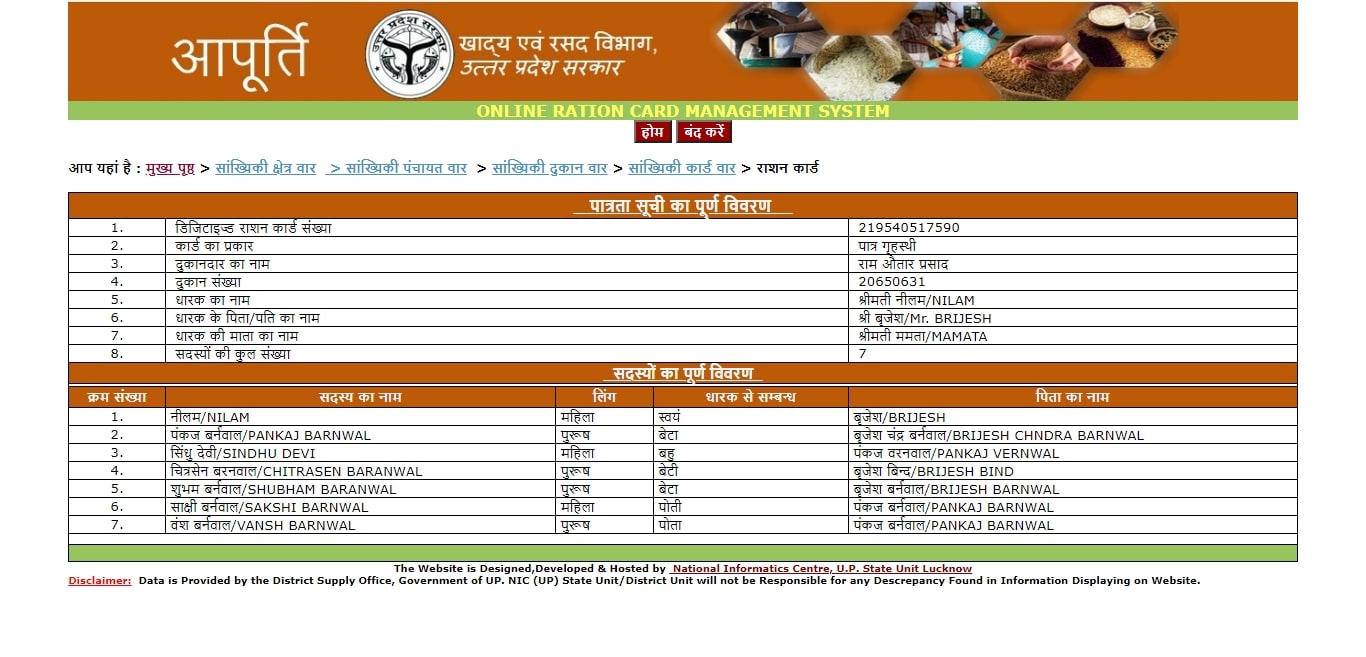 आपूर्ति
उत्तर प्रदेश सरकार
खाद्य एवं रसद विभाग,
उत्तर प्रदेश सरकार
ONLINE RATION CARD MANAGEMENT SYSTEM
होम बंद करें
आप यहां है : मुख्य पृष्ठ > सांख्यिकी क्षेत्र वार > सांख्यिकी पंचायत वार > सांख्यिकी दुकान वार > सांख्यिकी कार्ड वार > राशन कार्ड
पात्रता सूची का पूर्ण विवरण
1. डिजिटाइज्ड राशन कार्ड संख्या 219540517590
2. कार्ड का प्रकार पात्र गृहस्थी
3. दुकानदार का नाम राम औतार प्रसाद
4. दुकान संख्या 20650631
5. धारक का नाम श्रीमती नीलम/NILAM
6. धारक के पिता/पति का नाम श्री बृजेश/Mr. BRIJESH
7. धारक की माता का नाम श्रीमती ममता/MAMATA
8. सदस्यों की कुल संख्या 7
सदस्यों का पूर्ण विवरण
क्रम संख्या सदस्य का नाम लिंग धारक से सम्बन्ध पिता का नाम
1. नीलम/NILAM महिला स्वयं बृजेश/BRIJESH
2. पंकज बर्नवाल/PANKAJ BARNWAL पुरूष बेटा बृजेश चंद्र बर्नवाल/BRIJESH CHNDRA BARNWAL
3. सिंधु देवी/SINDHU DEVI महिला बहु पंकज वरनवाल/PANKAJ VERNWAL
4. चित्रसेन बरनवाल/CHITRASEN BARANWAL पुरूष बेटी बृजेश बिन्द/BRIJESH BIND
5. शुभम बर्नवाल/SHUBHAM BARANWAL पुरूष बेटा बृजेश बर्नवाल/BRIJESH BARNWAL
6. साक्षी बर्नवाल/SAKSHI BARNWAL महिला पोती पंकज बर्नवाल/PANKAJ BARNWAL
7. वंश बर्नवाल/VANSH BARNWAL पुरूष पोता पंकज बर्नवाल/PANKAJ BARNWAL
The Website is Designed,Developed & Hosted by National Informatics Centre, U.P. State Unit Lucknow
Disclaimer: Data is Provided by the District Supply Office, Government of UP. NIC (UP) State Unit/District Unit will not be Responsible for any Descrepancy Found in Information Displaying on Website.